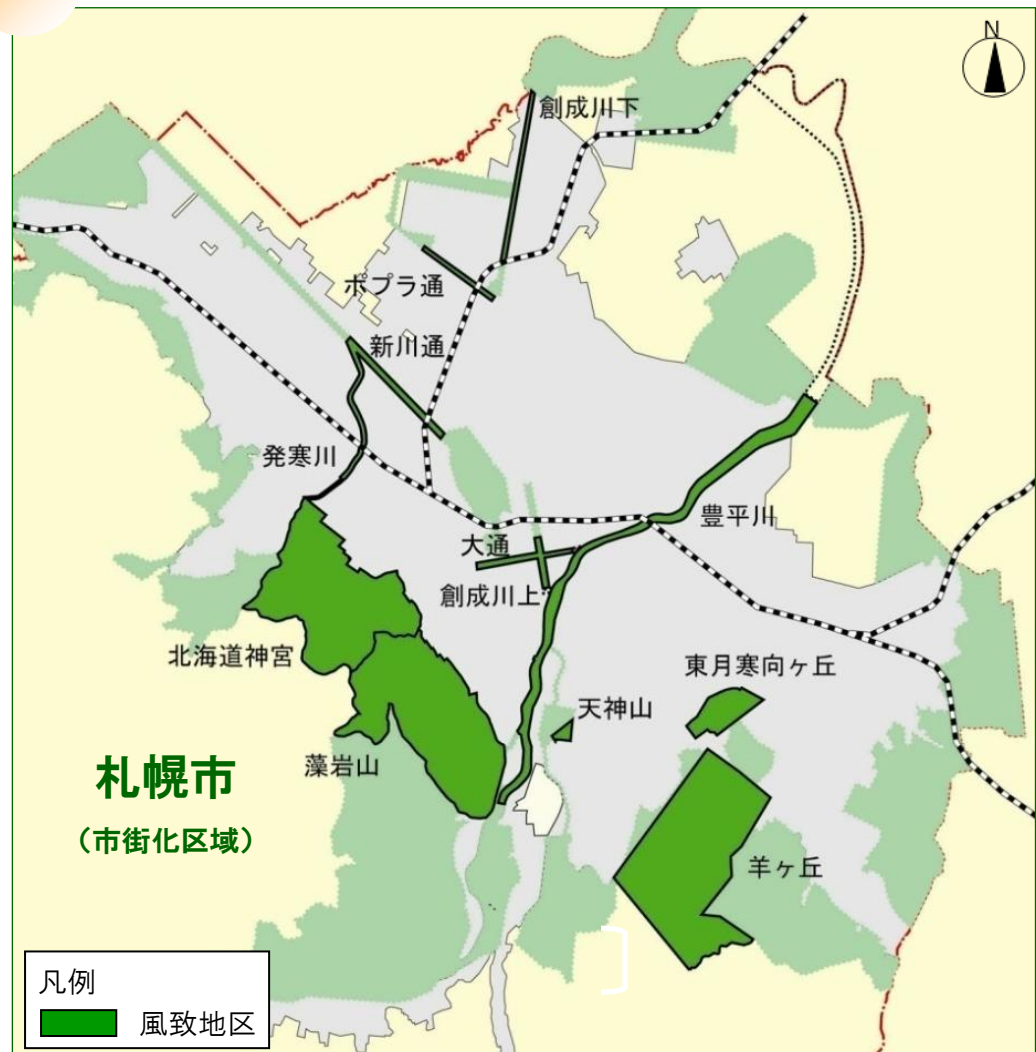 N
創成川下
ポプラ通
新川通
発寒川
豊平川
大通
創成川上
北海道神宮
東月寒向ヶ丘
天神山
藻岩山
札幌市
（市街化区域）
羊ヶ丘
凡例
風致地区